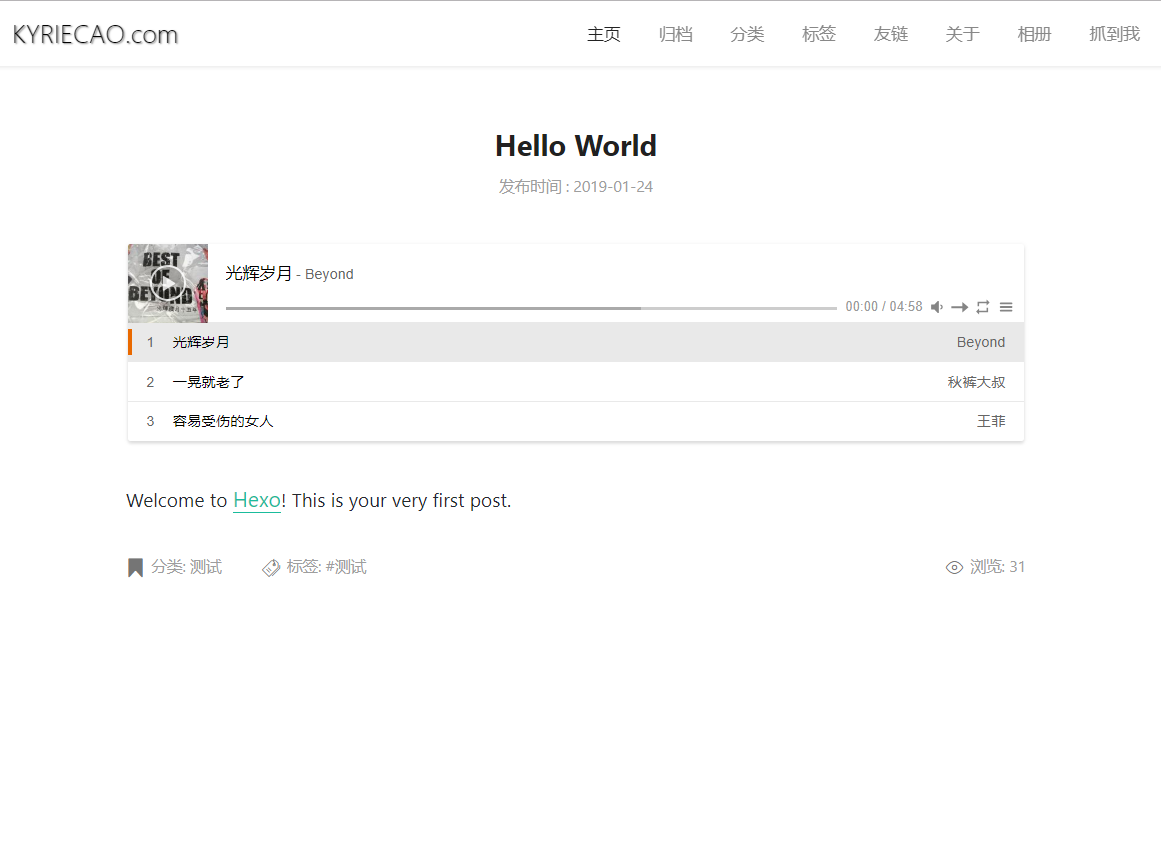 KYRIECAO.com 主页 归档 分类 标签 友链 关于 相册 抓到我
Hello World
发布时间 : 2019-01-24
BEST
OF
BEYOND
光辉岁月 - Beyond
00:00 / 04:58
1 光辉岁月 Beyond
2 一晃就老了 秋裤大叔
3 容易受伤的女人 王菲
Welcome to Hexo! This is your very first post.
分类: 测试 标签: #测试 浏览: 31